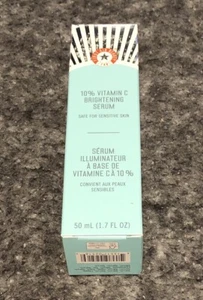 10% VITAMIN C
BRIGHTENING
SERUM
SAFE FOR SENSITIVE SKIN
SÉRUM
ILLUMINATEUR
À BASE DE
VITAMINE C À 10 %
CONVIENT AUX PEAUX
SENSIBLES
50 mL (1.7 FL OZ)